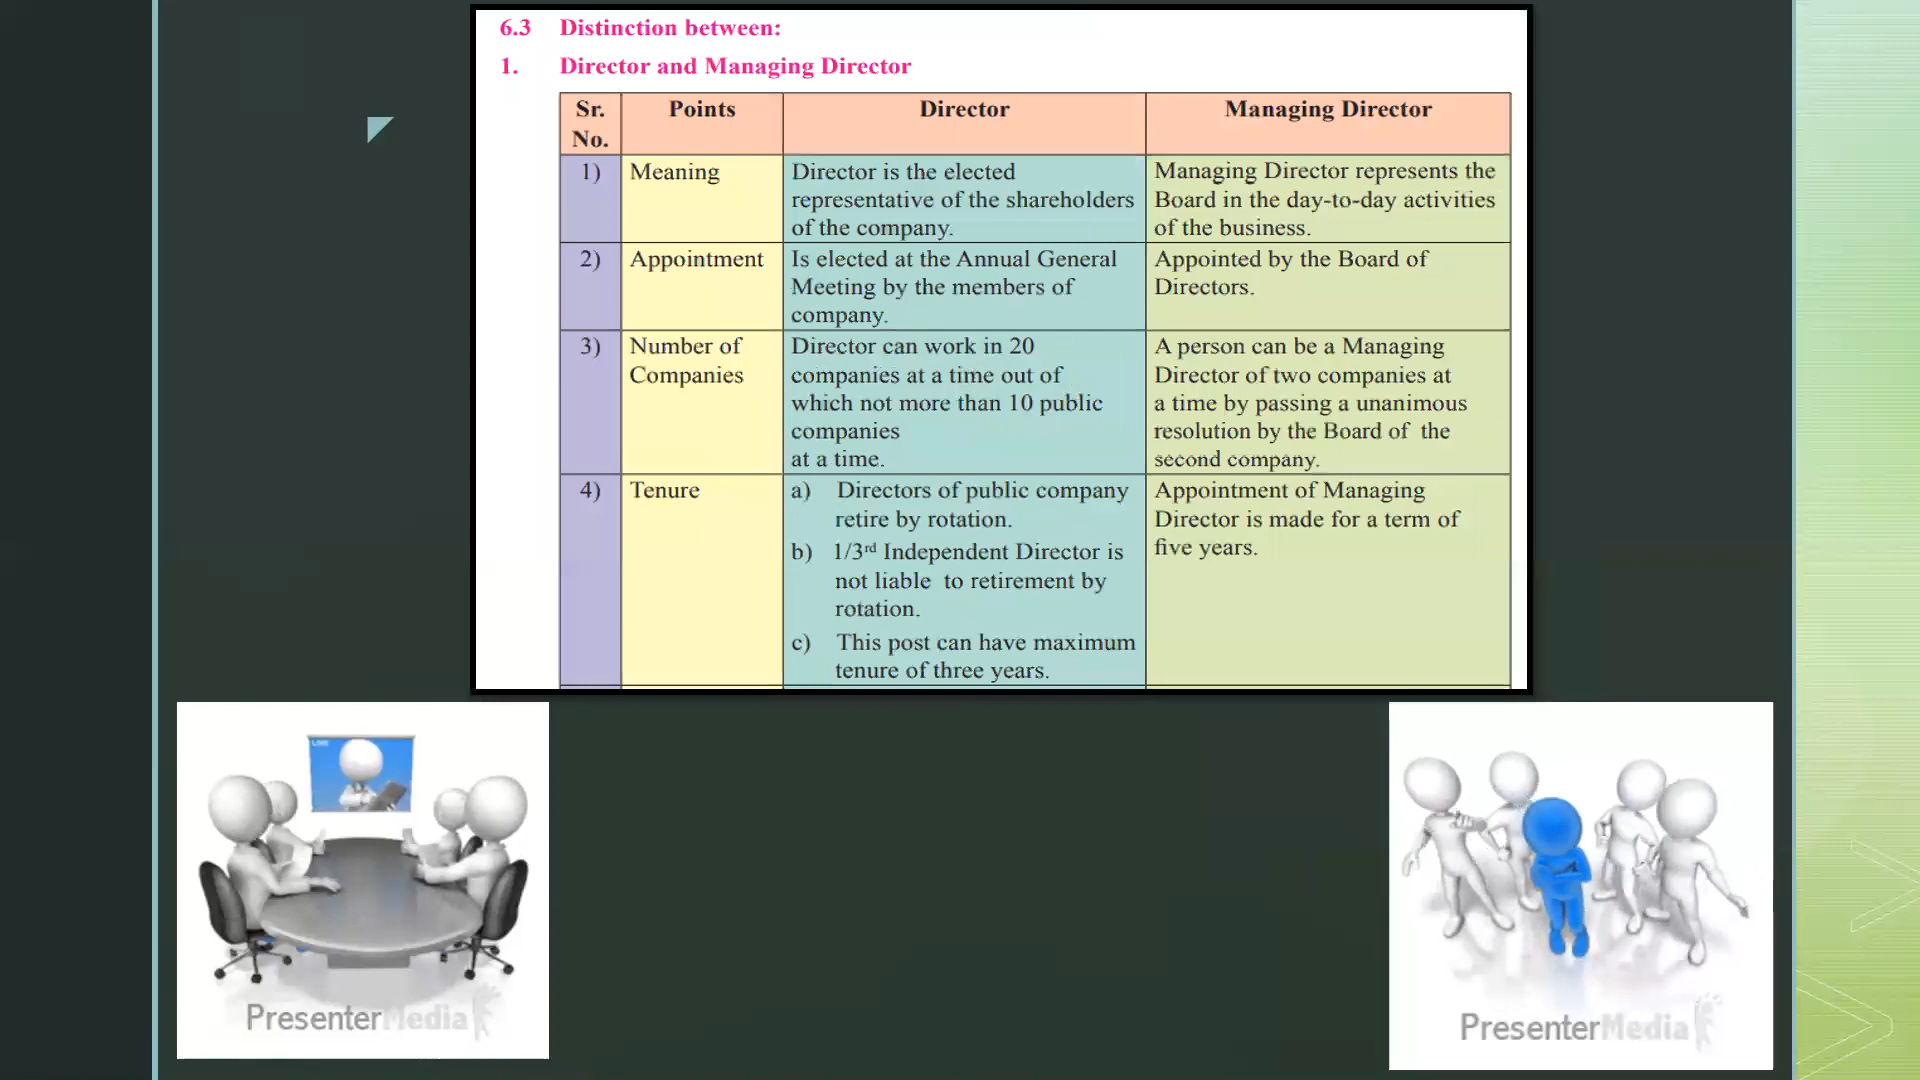 6.3 Distinction between:
1. Director and Managing Director
Sr. No. Points Director Managing Director
1) Meaning
Director is the elected
representative of the shareholders
of the company.
Managing Director represents the
Board in the day-to-day activities
of the business.
2) Appointment
Is elected at the Annual General
Meeting by the members of
company.
Appointed by the Board of
Directors.
3) Number of
Companies
Director can work in 20
companies at a time out of
which not more than 10 public
companies
at a time.
A person can be a Managing
Director of two companies at
a time by passing a unanimous
resolution by the Board of the
second company.
4) Tenure
a) Directors of public company
retire by rotation.
b) 1/3rd Independent Director is
not liable to retirement by
rotation.
c) This post can have maximum
tenure of three years.
Appointment of Managing
Director is made for a term of
five years.
LIVE
PresenterMedia
PresenterMedia